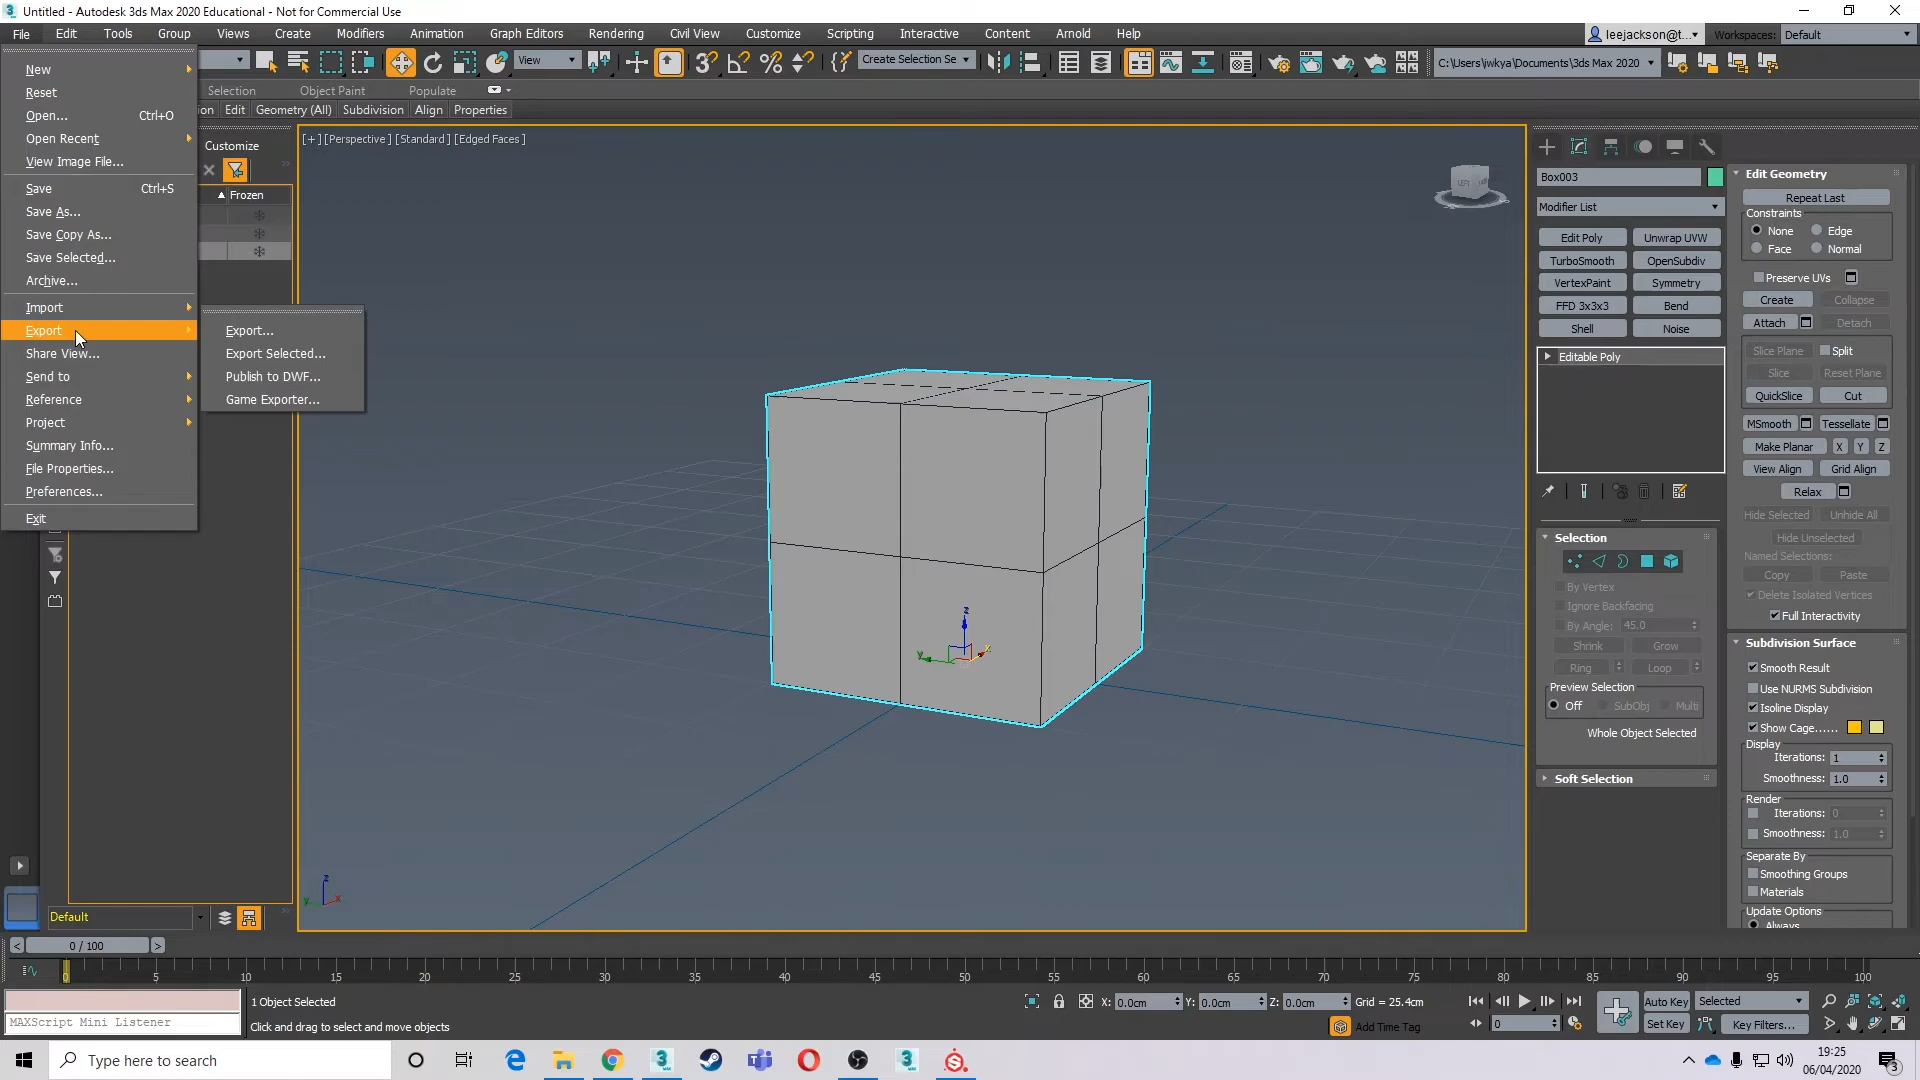 Untitled - Autodesk 3ds Max 2020 Educational - Not for Commercial Use
File Edit Tools Group Views Create Modifiers Animation Graph Editors Rendering Civil View Customize Scripting Interactive Content Arnold Help
leejackson@t... Workspaces: Default
View
Create Selection Se
C:\Users\jwkya\Documents\3ds Max 2020
Selection Object Paint Populate
Edit Geometry (All) Subdivision Align Properties
New
Reset
Open... Ctrl+O
Open Recent
View Image File...
Save Ctrl+S
Save As...
Save Copy As...
Save Selected...
Archive...
Import
Export
Share View...
Send to
Reference
Project
Summary Info...
File Properties...
Preferences...
Exit
Export...
Export Selected...
Publish to DWF...
Game Exporter...
Customize
Frozen
[+] [Perspective ] [Standard ] [Edged Faces ]
LEFT
z
y
x
z
y
x
Box003
Modifier List
Edit Poly Unwrap UVW
TurboSmooth OpenSubdiv
VertexPaint Symmetry
FFD 3x3x3 Bend
Shell Noise
Editable Poly
Selection
By Vertex
Ignore Backfacing
By Angle: 45.0
Shrink Grow
Ring Loop
Preview Selection
Off SubObj Multi
Whole Object Selected
Soft Selection
Edit Geometry
Repeat Last
Constraints
None Edge
Face Normal
Preserve UVs
Create Collapse
Attach Detach
Slice Plane Split
Slice Reset Plane
QuickSlice Cut
MSmooth Tessellate
Make Planar X Y Z
View Align Grid Align
Relax
Hide Selected Unhide All
Hide Unselected
Named Selections:
Copy Paste
Delete Isolated Vertices
Full Interactivity
Subdivision Surface
Smooth Result
Use NURMS Subdivision
Isoline Display
Show Cage......
Display
Iterations: 1
Smoothness: 1.0
Render
Iterations: 0
Smoothness: 1.0
Separate By
Smoothing Groups
Materials
Update Options
Always
Default
< 0 / 100 >
0 5 10 15 20 25 30 35 40 45 50 55 60 65 70 75 80 85 90 95 100
1 Object Selected
X: 0.0cm Y: 0.0cm Z: 0.0cm Grid = 25.4cm
Auto Key Selected
MAXScript Mini Listener
Click and drag to select and move objects
Add Time Tag
0
Set Key Key Filters...
Type here to search
19:25
06/04/2020
3